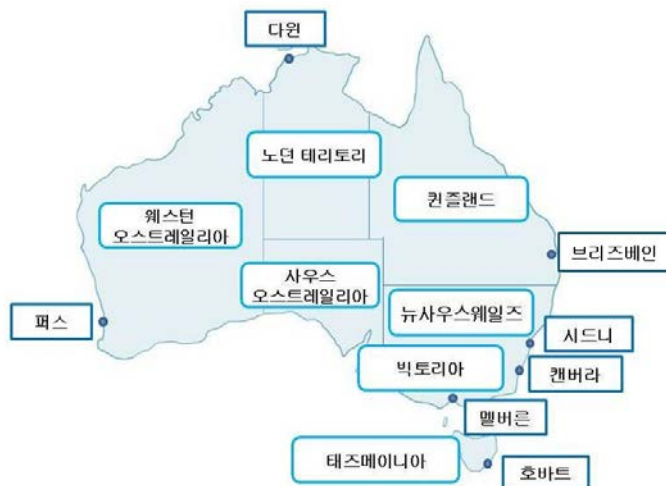 다윈
노던 테리토리
퀸즐랜드
웨스턴
오스트레일리아
브리즈베인
사우스
오스트레일리아
뉴사우스웨일즈
퍼스
시드니
빅토리아
캔버라
멜버른
태즈메이니아
호바트